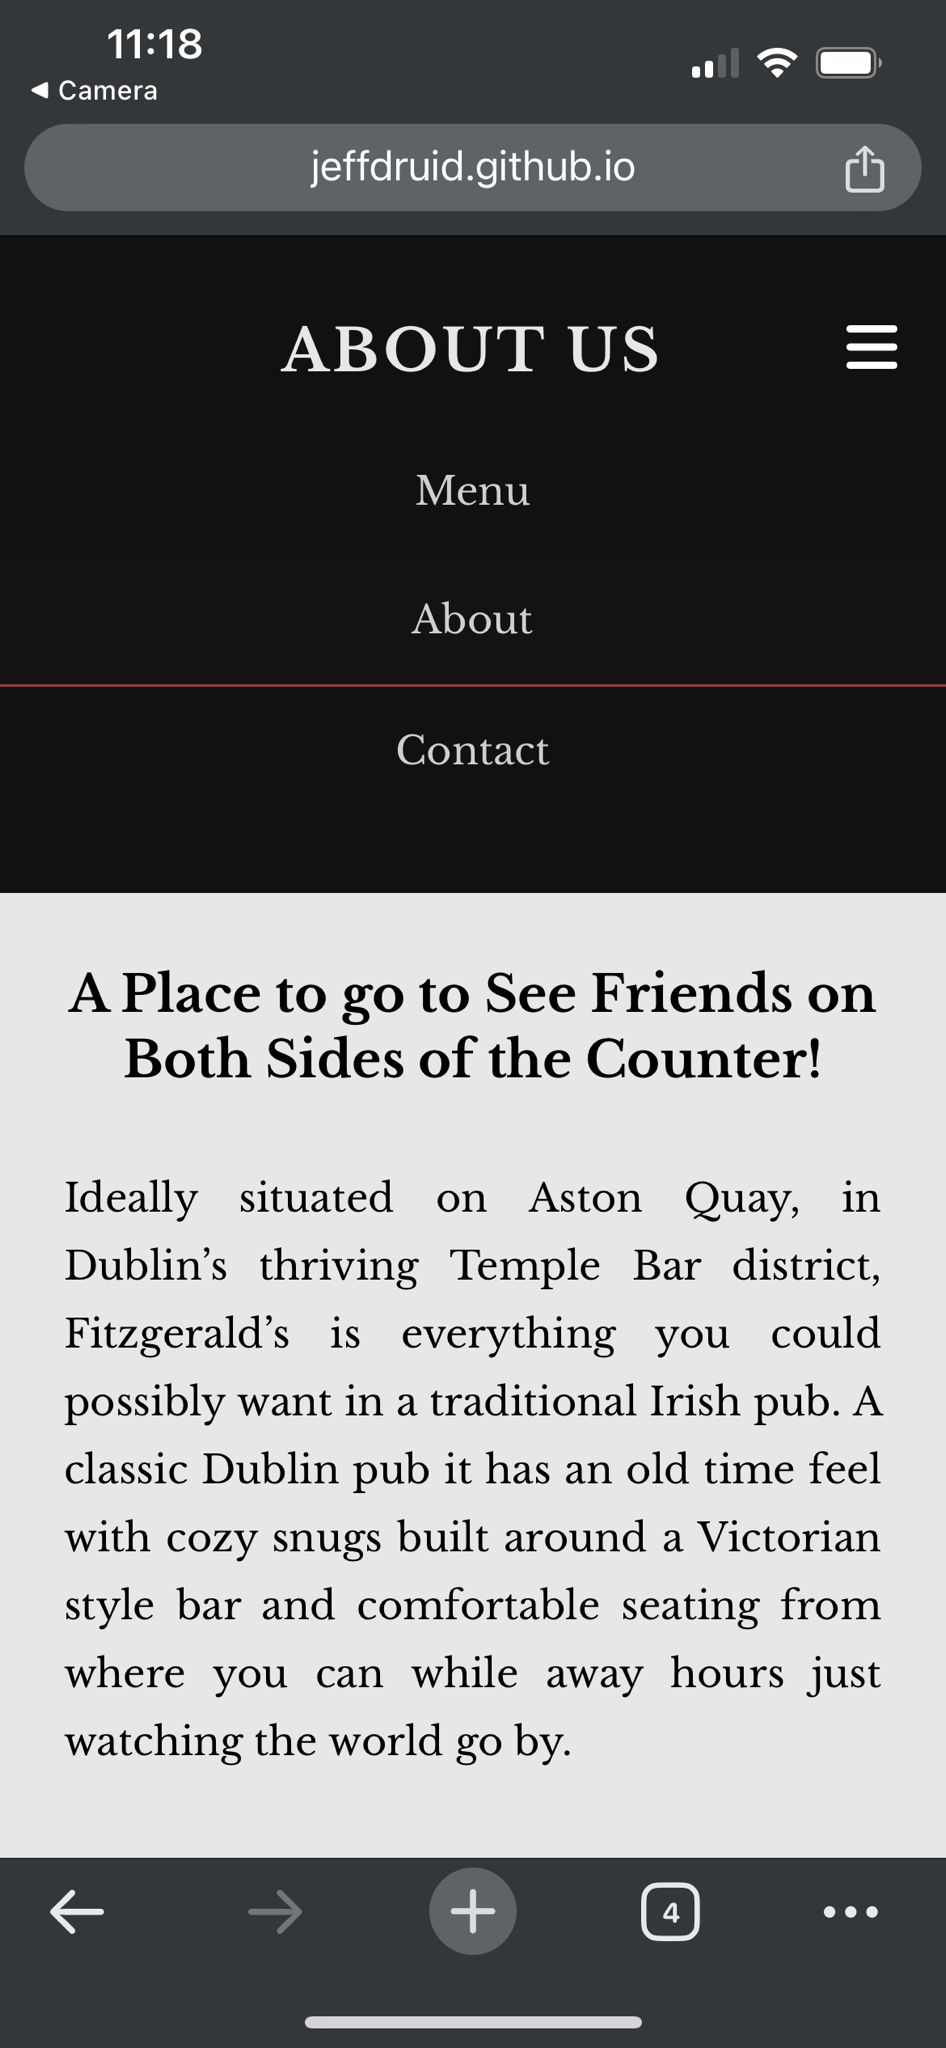 11:18
Camera
jeffdruid.github.io
ABOUT US
Menu
About
Contact
A Place to go to See Friends on
Both Sides of the Counter!
Ideally situated on Aston Quay, in
Dublin’s thriving Temple Bar district,
Fitzgerald’s is everything you could
possibly want in a traditional Irish pub. A
classic Dublin pub it has an old time feel
with cozy snugs built around a Victorian
style bar and comfortable seating from
where you can while away hours just
watching the world go by.
4